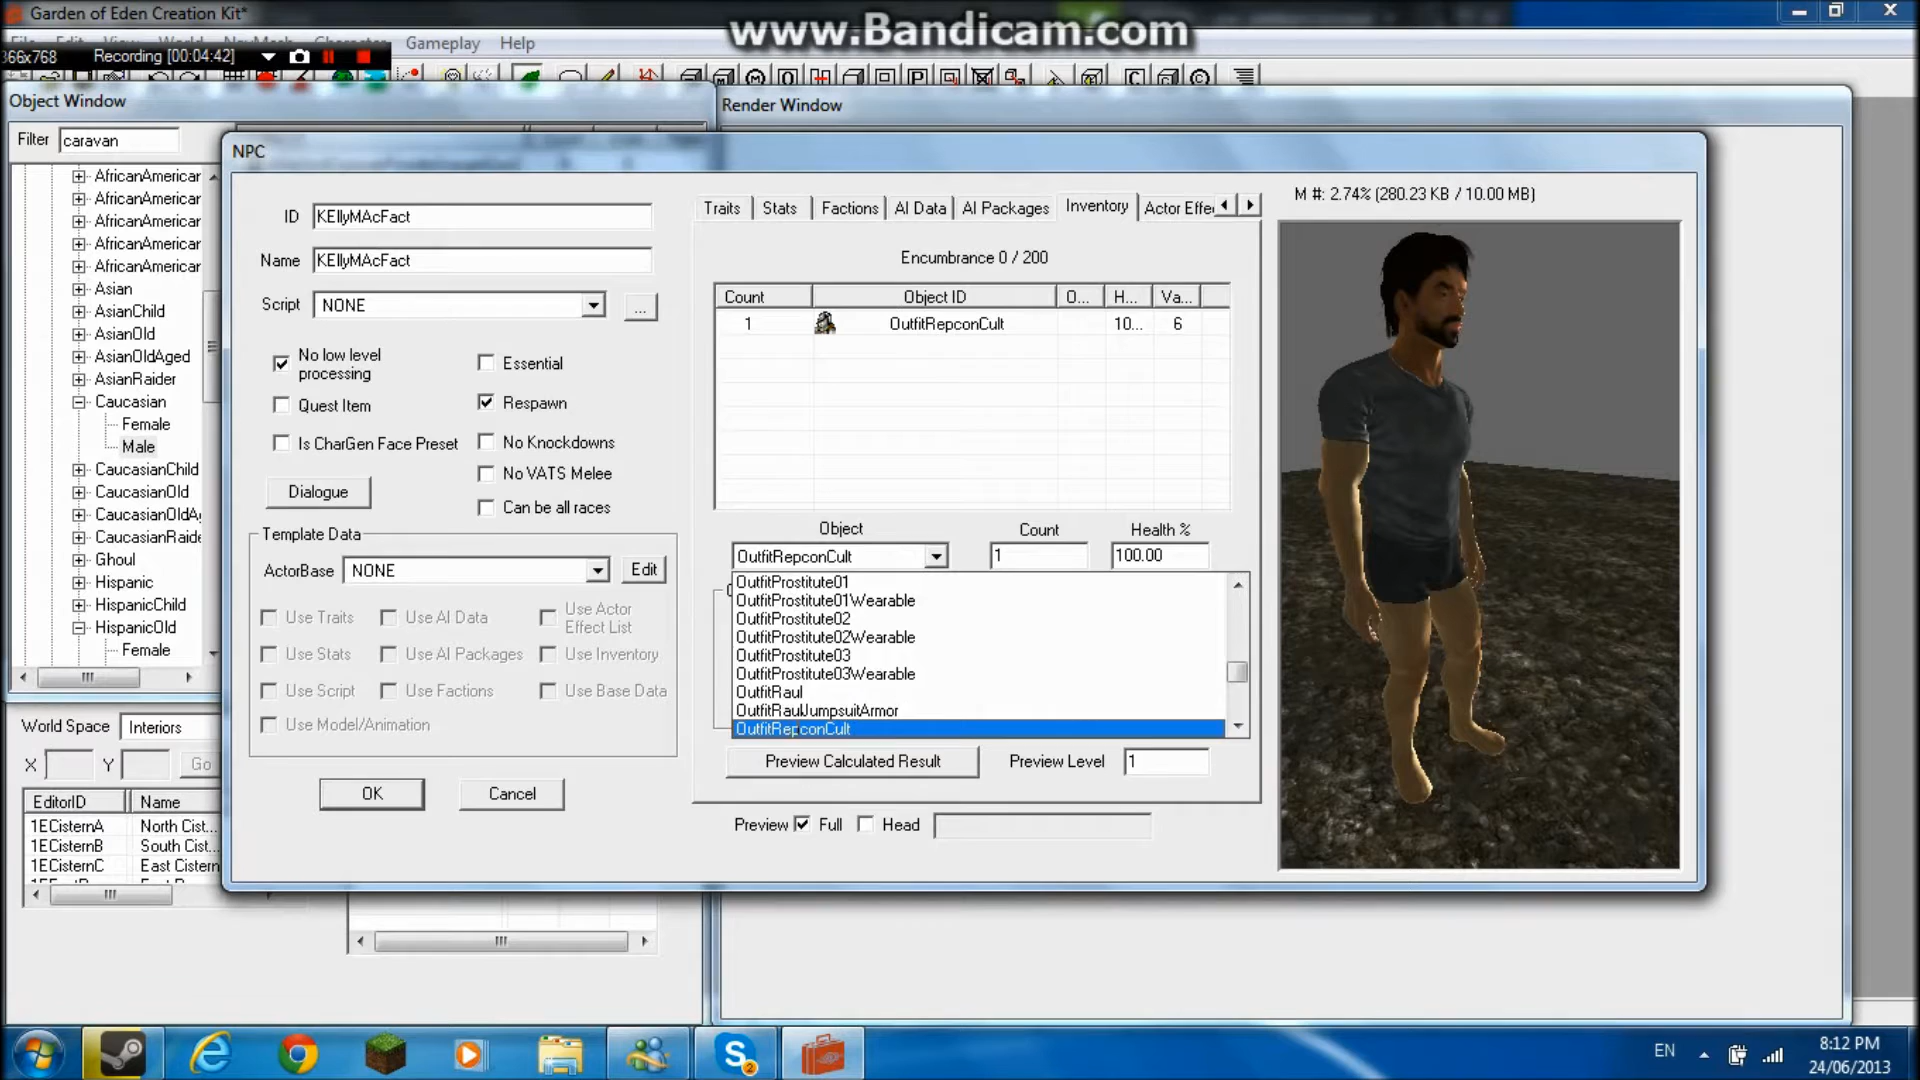 Garden of Eden Creation Kit*
www.Bandicam.com
Gameplay Help
366x768 Recording [00:04:42]
Object Window
Render Window
Filter caravan
AfricanAmerican
AfricanAmerican
AfricanAmerican
AfricanAmerican
AfricanAmerican
Asian
AsianChild
AsianOld
AsianOldAged
AsianRaider
Caucasian
Female
Male
CaucasianChild
CaucasianOld
CaucasianOldA
CaucasianRaide
Ghoul
Hispanic
HispanicChild
HispanicOld
Female
NPC
ID KEllyMAcFact
Name KEllyMAcFact
Script NONE ...
No low level processing
Essential
Quest Item
Respawn
Is CharGen Face Preset
No Knockdowns
No VATS Melee
Dialogue
Can be all races
Template Data
ActorBase NONE Edit
Use Traits Use AI Data Use Actor Effect List
Use Stats Use AI Packages Use Inventory
Use Script Use Factions Use Base Data
Use Model/Animation
OK Cancel
Traits Stats Factions AI Data AI Packages Inventory Actor Effe
Encumbrance 0 / 200
Count Object ID O... H... Va...
1 OutfitRepconCult 10... 6
Object Count Health %
OutfitRepconCult 1 100.00
OutfitProstitute01
OutfitProstitute01Wearable
OutfitProstitute02
OutfitProstitute02Wearable
OutfitProstitute03
OutfitProstitute03Wearable
OutfitRaul
OutfitRaulJumpsuitArmor
OutfitRepconCult
Preview Calculated Result Preview Level 1
Preview Full Head
M #: 2.74% (280.23 KB / 10.00 MB)
World Space Interiors
X Y Go
EditorID Name
1ECisternA North Cist...
1ECisternB South Cist...
1ECisternC East Cistern
EN
8:12 PM
24/06/2013